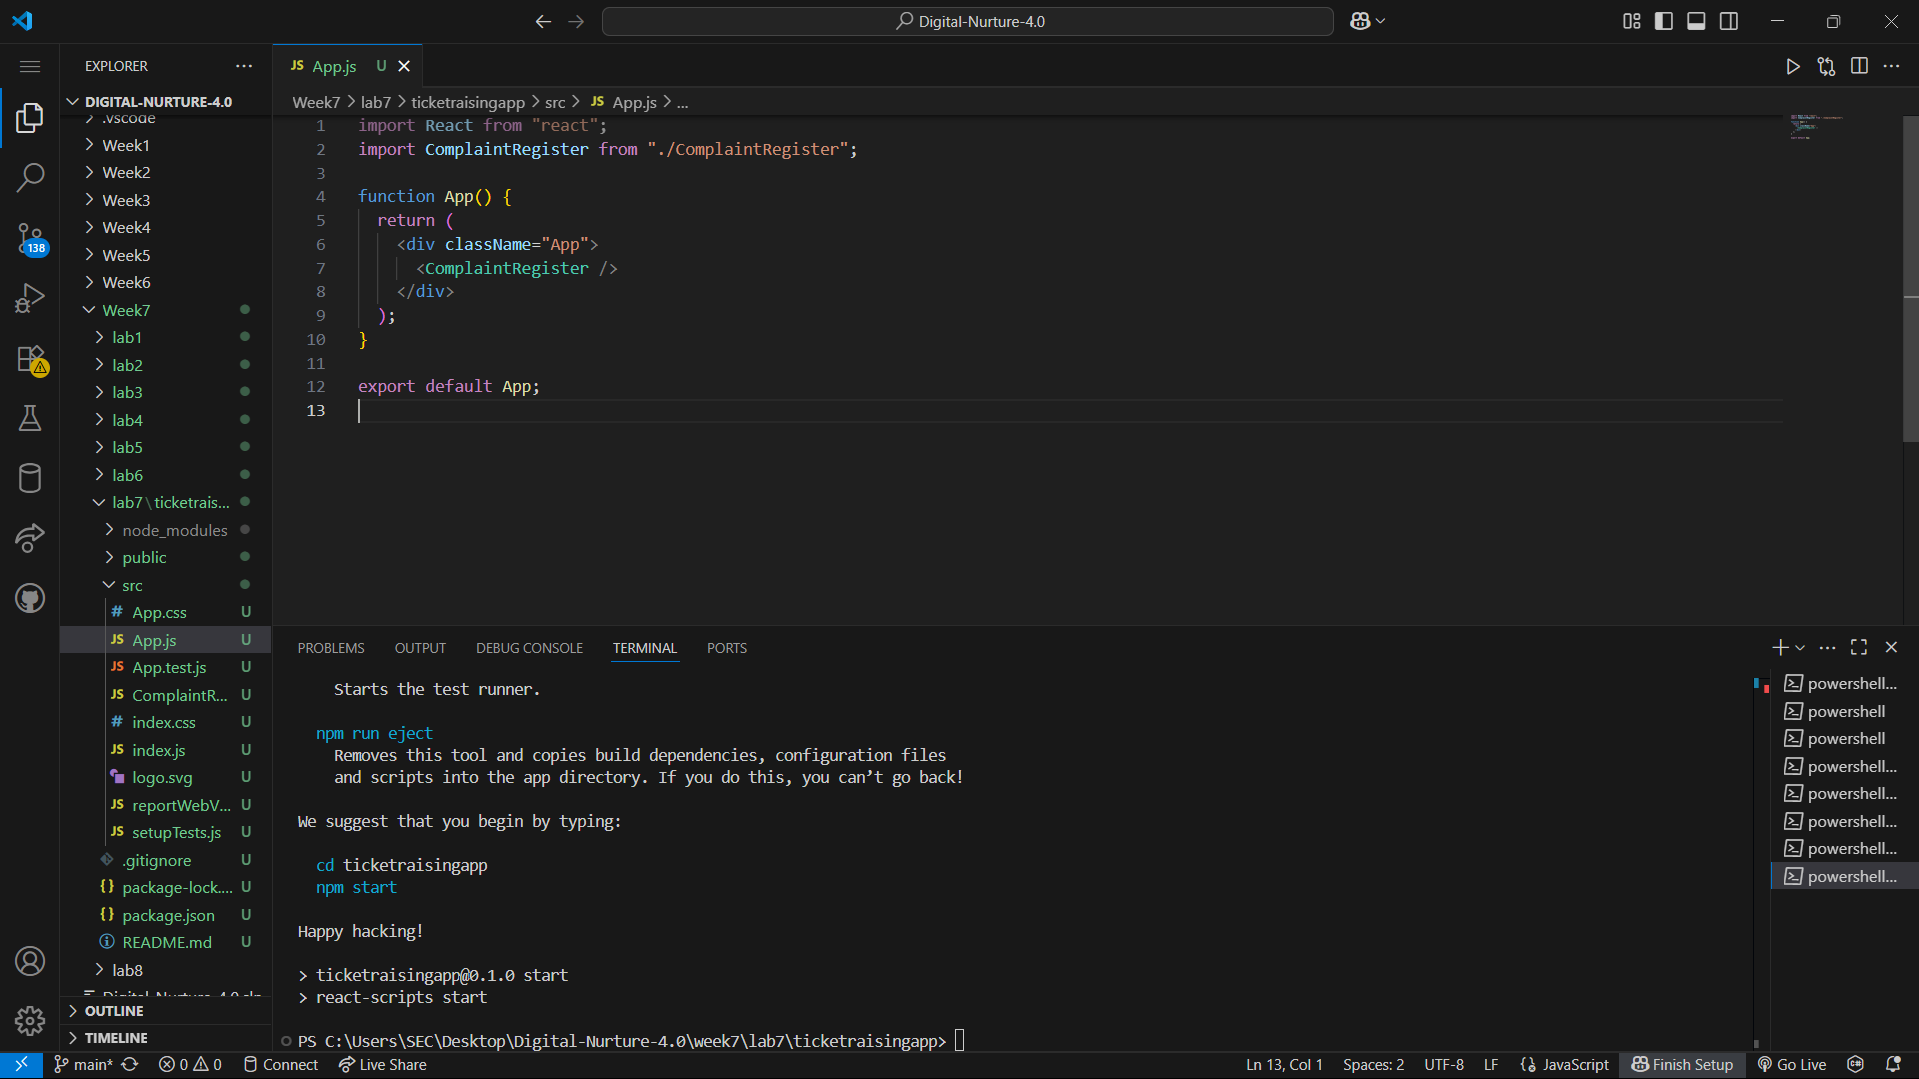 Digital-Nurture-4.0
EXPLORER
DIGITAL-NURTURE-4.0
.vscode
Week1
Week2
Week3
Week4
Week5
Week6
Week7
lab1
lab2
lab3
lab4
lab5
lab6
lab7\ticketrais...
node_modules
public
src
# App.css U
JS App.js U
JS App.test.js U
JS ComplaintR... U
# index.css U
JS index.js U
logo.svg U
JS reportWebV... U
JS setupTests.js U
.gitignore U
{} package-lock.... U
{} package.json U
README.md U
lab8
OUTLINE
TIMELINE
138
JS App.js U
Week7 > lab7 > ticketraisingapp > src > JS App.js > ...
1 import React from "react";
2 import ComplaintRegister from "./ComplaintRegister";
3
4 function App() {
5 return (
6 <div className="App">
7 <ComplaintRegister />
8 </div>
9 );
10 }
11
12 export default App;
13
PROBLEMS OUTPUT DEBUG CONSOLE TERMINAL PORTS
Starts the test runner.
npm run eject
Removes this tool and copies build dependencies, configuration files
and scripts into the app directory. If you do this, you can’t go back!
We suggest that you begin by typing:
cd ticketraisingapp
npm start
Happy hacking!
> ticketraisingapp@0.1.0 start
> react-scripts start
PS C:\Users\SEC\Desktop\Digital-Nurture-4.0\week7\lab7\ticketraisingapp>
powershell...
powershell
powershell
powershell...
powershell...
powershell...
powershell...
powershell...
main* 0 0 Connect Live Share
Ln 13, Col 1 Spaces: 2 UTF-8 LF {} JavaScript Finish Setup Go Live